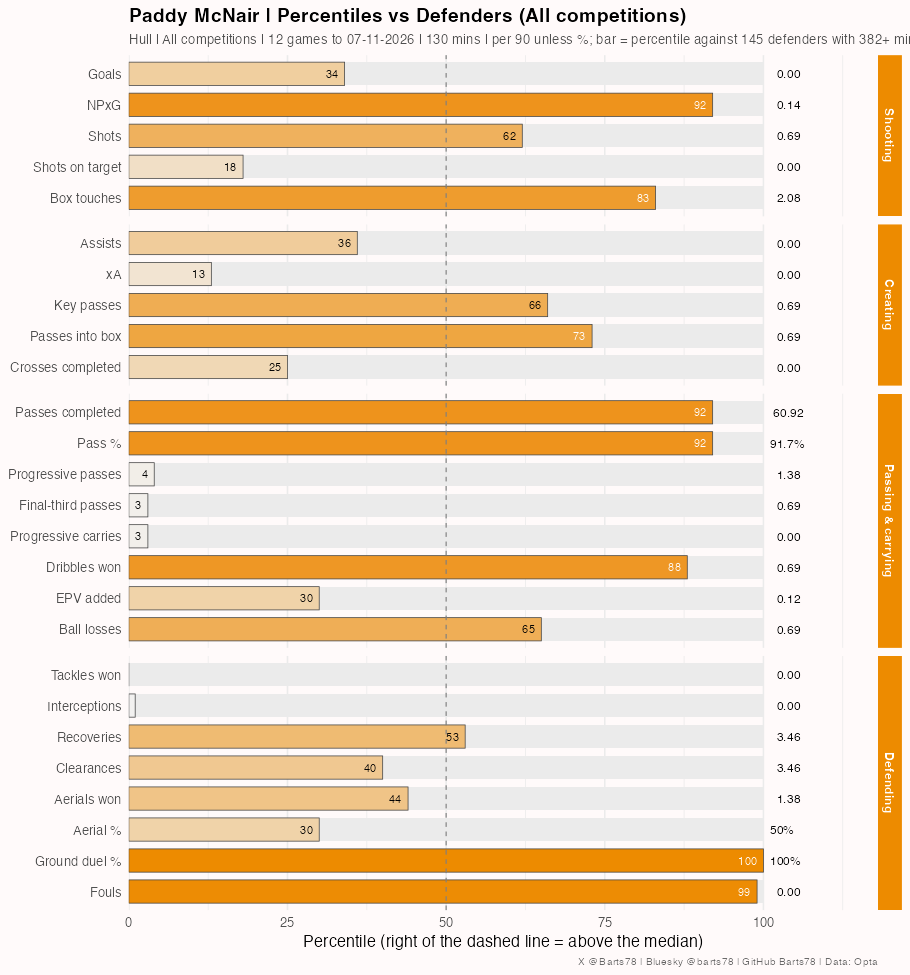 Paddy McNair | Percentiles vs Defenders (All competitions)
Hull | All competitions | 12 games to 07-11-2026 | 130 mins | per 90 unless %; bar = percentile against 145 defenders with 382+ min
Shooting
Goals 34 0.00
NPxG 92 0.14
Shots 62 0.69
Shots on target 18 0.00
Box touches 83 2.08
Creating
Assists 36 0.00
xA 13 0.00
Key passes 66 0.69
Passes into box 73 0.69
Crosses completed 25 0.00
Passing & carrying
Passes completed 92 60.92
Pass % 92 91.7%
Progressive passes 4 1.38
Final-third passes 3 0.69
Progressive carries 3 0.00
Dribbles won 88 0.69
EPV added 30 0.12
Ball losses 65 0.69
Defending
Tackles won 0.00
Interceptions 0.00
Recoveries 53 3.46
Clearances 40 3.46
Aerials won 44 1.38
Aerial % 30 50%
Ground duel % 100 100%
Fouls 99 0.00
0 25 50 75 100
Percentile (right of the dashed line = above the median)
X @Barts78 | Bluesky @barts78 | GitHub Barts78 | Data: Opta